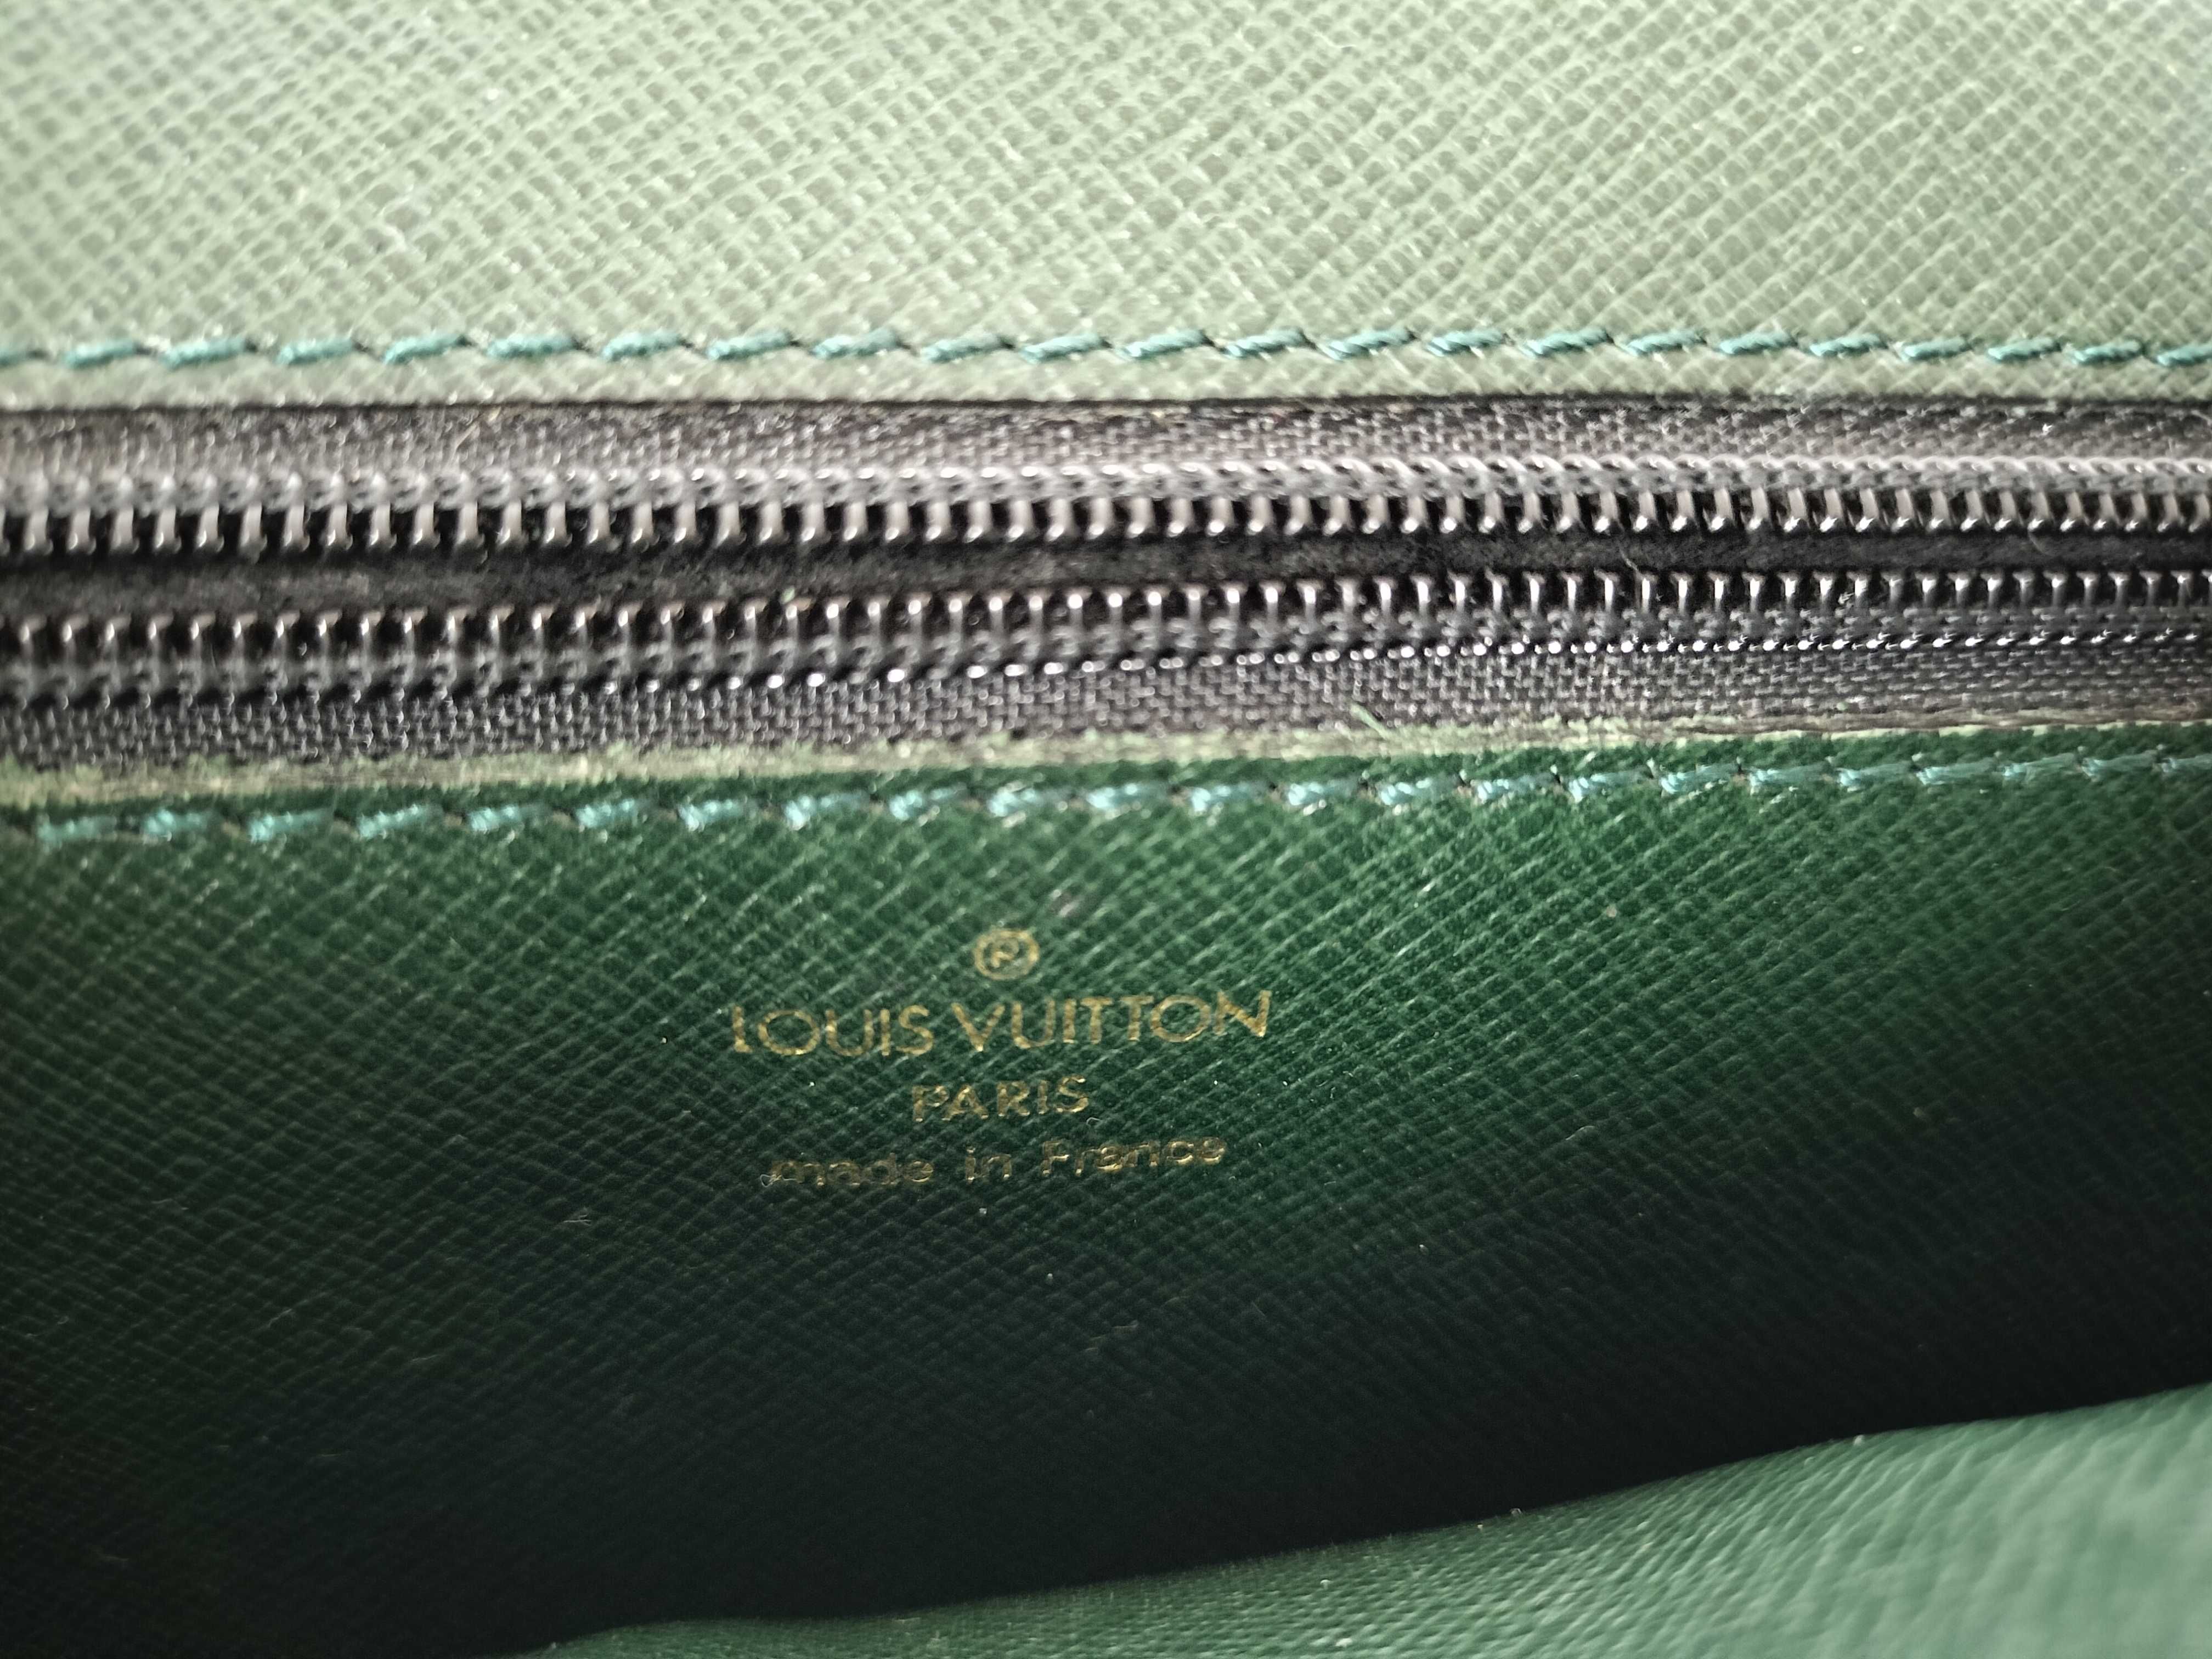 ®
LOUIS VUITTON
PARIS
made in France